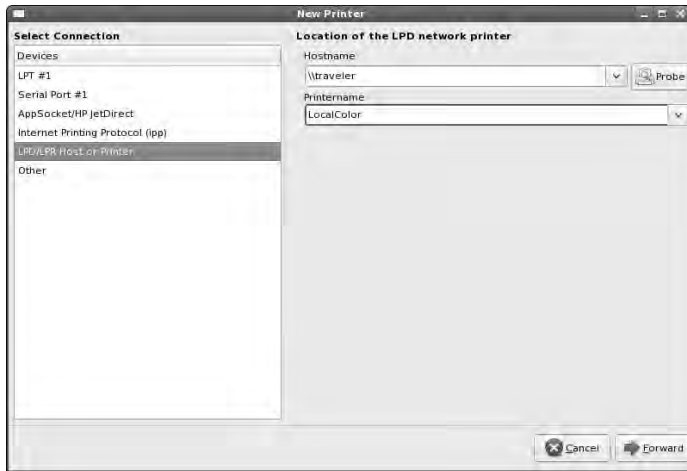 New Printer
Select Connection
Devices
LPT #1
Serial Port #1
AppSocket/HP JetDirect
Internet Printing Protocol (ipp)
LPD/LPR Host or Printer
Other
Location of the LPD network printer
Hostname
\\traveler
Probe
Printername
LocalColor
Cancel
Forward